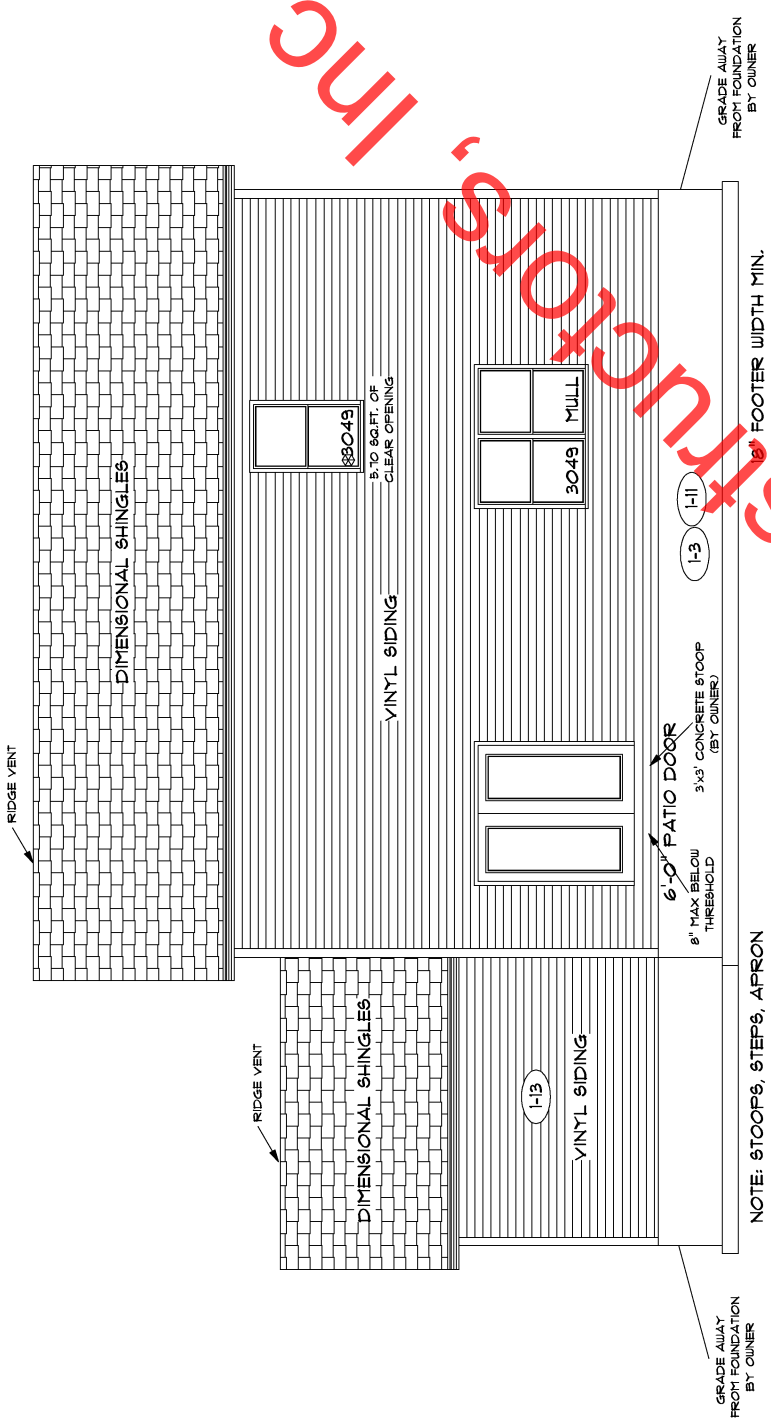 RIDGE VENT
DIMENSIONAL SHINGLES
3049
5.70 SQ.FT. OF
CLEAR OPENING
VINYL SIDING
RIDGE VENT
DIMENSIONAL SHINGLES
3049 MULL
1-13
VINYL SIDING
6'-0" PATIO DOOR
8" MAX BELOW
THRESHOLD
3'x3' CONCRETE STOOP
(BY OWNER)
1-3
1-11
GRADE AWAY
FROM FOUNDATION
BY OWNER
GRADE AWAY
FROM FOUNDATION
BY OWNER
NOTE: STOOPS, STEPS, APRON
18" FOOTER WIDTH MIN.
structors, Inc